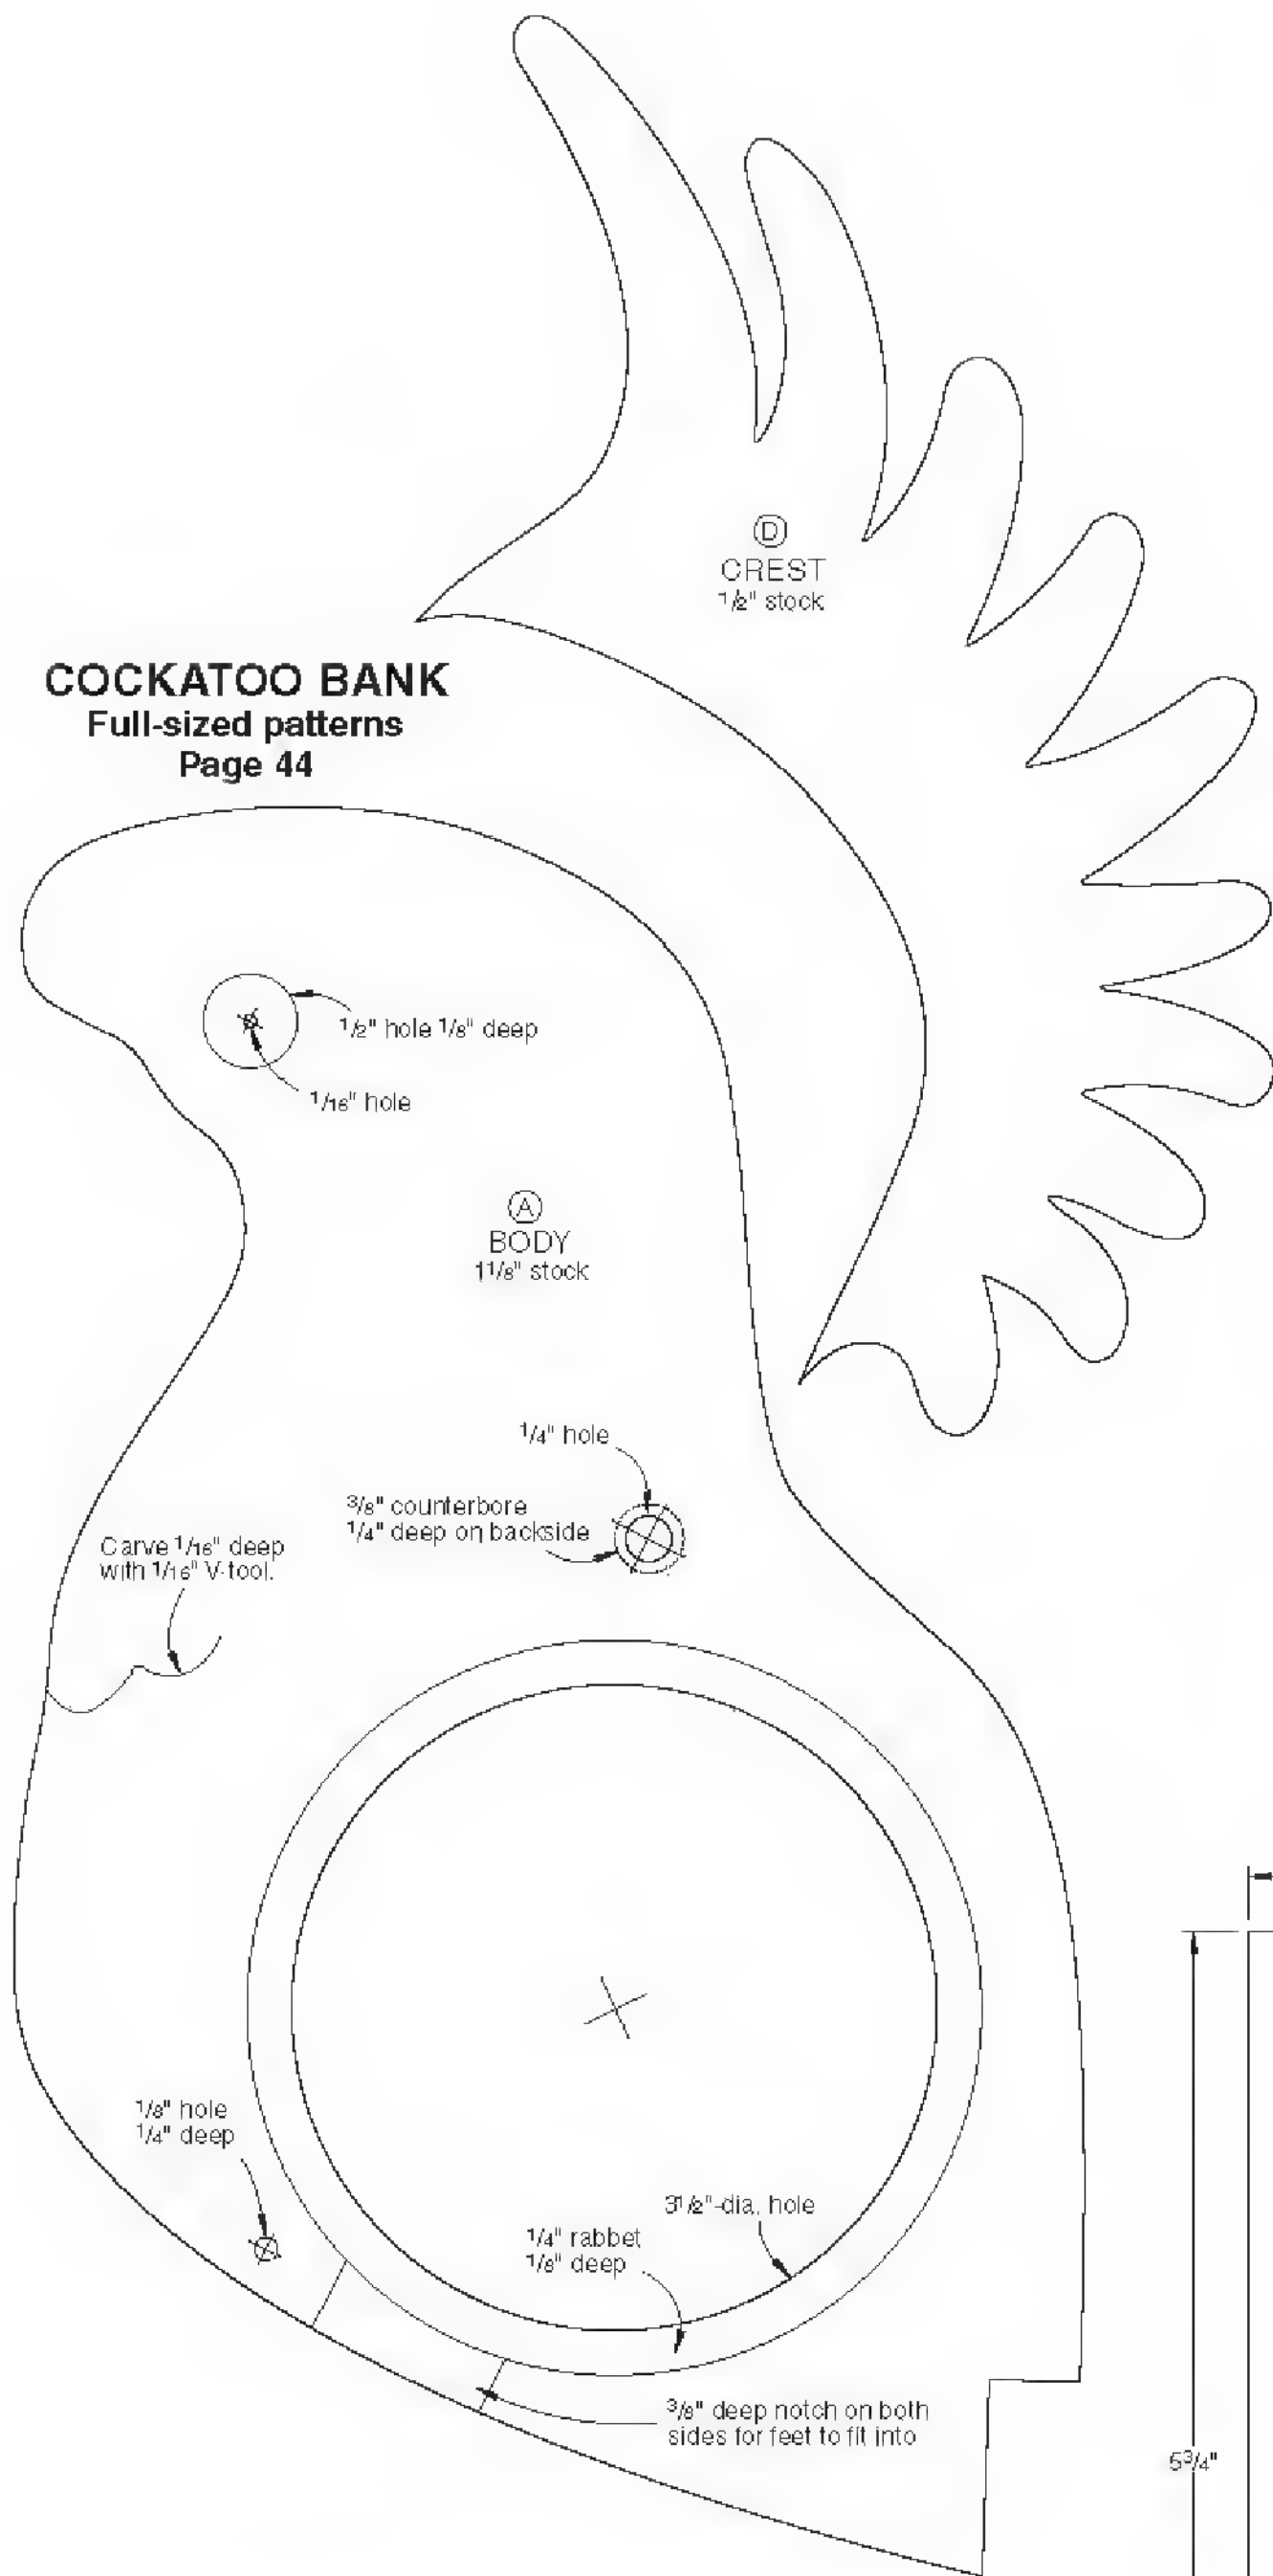 Ⓓ
CREST
1/2" stock
COCKATOO BANK
Full-sized patterns
Page 44
1/2" hole 1/8" deep
1/16" hole
Ⓐ
BODY
1 1/8" stock
1/4" hole
3/8" counterbore
1/4" deep on backside
Carve 1/16" deep
with 1/16" V-tool.
1/8" hole
1/4" deep
3 1/2"-dia. hole
1/4" rabbet
1/8" deep
3/8" deep notch on both
sides for feet to fit into
5 3/4"